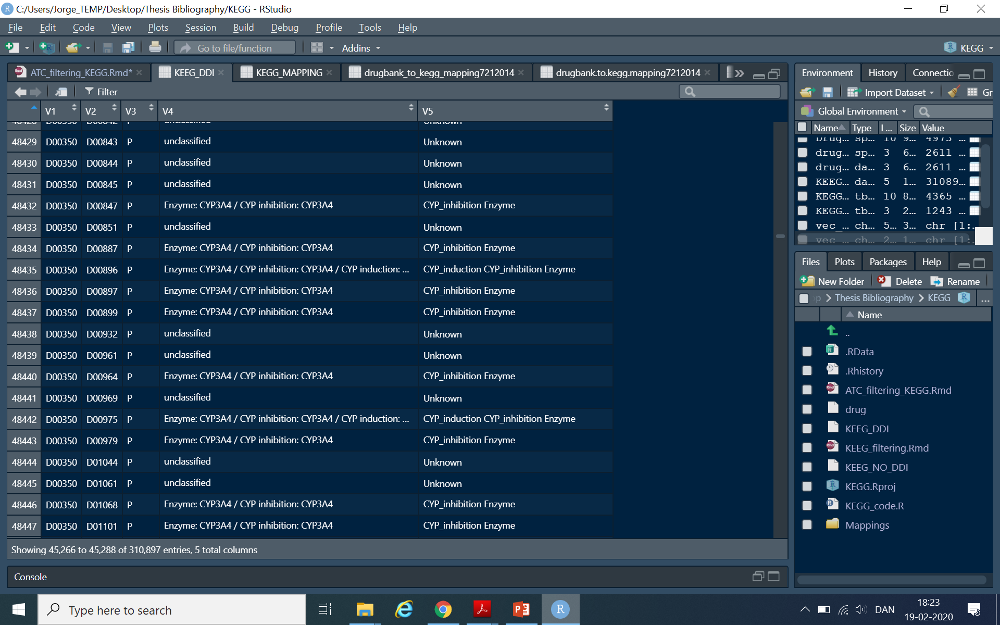 C:/Users/Jorge_TEMP/Desktop/Thesis Bibliography/KEGG - RStudio
File Edit Code View Plots Session Build Debug Profile Tools Help
Go to file/function Addins KEGG
ATC_filtering_KEGG.Rmd* KEEG_DDI KEGG_MAPPING drugbank_to_kegg_mapping7212014 drugbank.to.kegg.mapping7212014
Filter
V1 V2 V3 V4 V5
48429 D00350 D00843 P unclassified Unknown
48430 D00350 D00844 P unclassified Unknown
48431 D00350 D00845 P unclassified Unknown
48432 D00350 D00847 P Enzyme: CYP3A4 / CYP inhibition: CYP3A4 CYP_inhibition Enzyme
48433 D00350 D00851 P unclassified Unknown
48434 D00350 D00887 P Enzyme: CYP3A4 / CYP inhibition: CYP3A4 CYP_inhibition Enzyme
48435 D00350 D00896 P Enzyme: CYP3A4 / CYP inhibition: CYP3A4 / CYP induction: ... CYP_induction CYP_inhibition Enzyme
48436 D00350 D00897 P Enzyme: CYP3A4 / CYP inhibition: CYP3A4 CYP_inhibition Enzyme
48437 D00350 D00899 P Enzyme: CYP3A4 / CYP inhibition: CYP3A4 CYP_inhibition Enzyme
48438 D00350 D00932 P unclassified Unknown
48439 D00350 D00961 P unclassified Unknown
48440 D00350 D00964 P Enzyme: CYP3A4 / CYP inhibition: CYP3A4 CYP_inhibition Enzyme
48441 D00350 D00969 P unclassified Unknown
48442 D00350 D00975 P Enzyme: CYP3A4 / CYP inhibition: CYP3A4 / CYP induction: ... CYP_induction CYP_inhibition Enzyme
48443 D00350 D00979 P Enzyme: CYP3A4 / CYP inhibition: CYP3A4 CYP_inhibition Enzyme
48444 D00350 D01044 P unclassified Unknown
48445 D00350 D01061 P unclassified Unknown
48446 D00350 D01068 P Enzyme: CYP3A4 / CYP inhibition: CYP3A4 CYP_inhibition Enzyme
48447 D00350 D01101 P Enzyme: CYP3A4 / CYP inhibition: CYP3A4 CYP_inhibition Enzyme
Showing 45,266 to 45,288 of 310,897 entries, 5 total columns
Console
Environment History Connectio
Import Dataset Gr
Global Environment
Name Type L... Size Value
drug... sp... 3 6... 2611 ...
drug... da... 3 6... 2611 ...
KEEG... da... 5 1... 31089...
KEGG... tb... 10 8... 4365 ...
KEGG... tb... 3 2... 1243 ...
vec_... ch... 5... 3... chr [1:...
vec_... ch... 2... 1... chr [1:...
Files Plots Packages Help
New Folder Delete Rename
Thesis Bibliography KEGG ...
Name
..
.RData
.Rhistory
ATC_filtering_KEGG.Rmd
drug
KEEG_DDI
KEEG_filtering.Rmd
KEEG_NO_DDI
KEGG.Rproj
KEGG_code.R
Mappings
Type here to search
DAN
18:23
19-02-2020